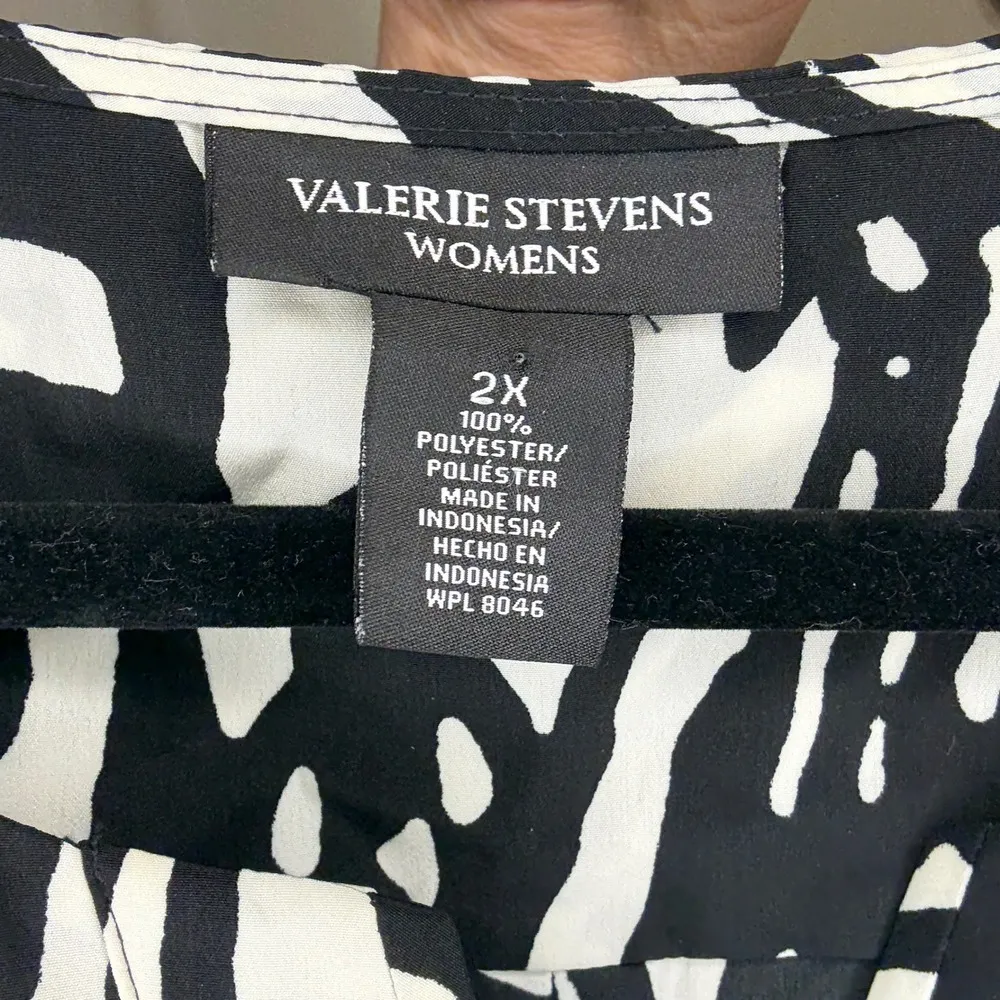 VALERIE STEVENS
WOMENS
2X
100%
POLYESTER/
POLIÉSTER
MADE IN
INDONESIA/
HECHO EN
INDONESIA
WPL 8046